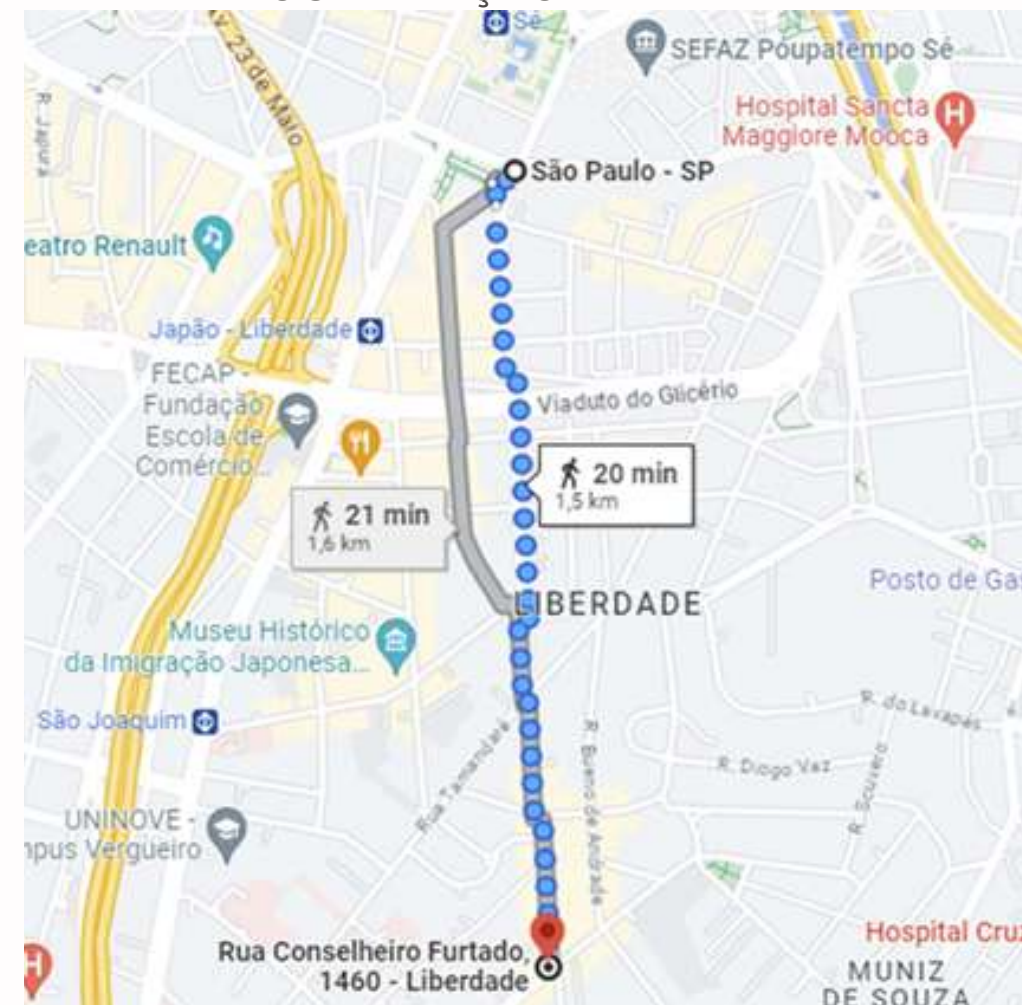 Sé
Av. 23 de Maio
SEFAZ Poupatempo Sé
R. Japurá
Hospital Sancta
Maggiore Mooca
São Paulo - SP
eatro Renault
Japão - Liberdade
FECAP -
Fundação
Escola de
Comércio...
Viaduto do Glicério
20 min
1,5 km
21 min
1,6 km
Posto de Gas
LIBERDADE
Museu Histórico
da Imigração Japonesa...
São Joaquim
R. do Lavapés
R. Diogo Vaz
R. Scuvero
Rua Tamandaré
R. Bueno de Andrade
UNINOVE -
mpus Vergueiro
Rua Conselheiro Furtado,
1460 - Liberdade
Hospital Cruz
MUNIZ
DE SOUZA